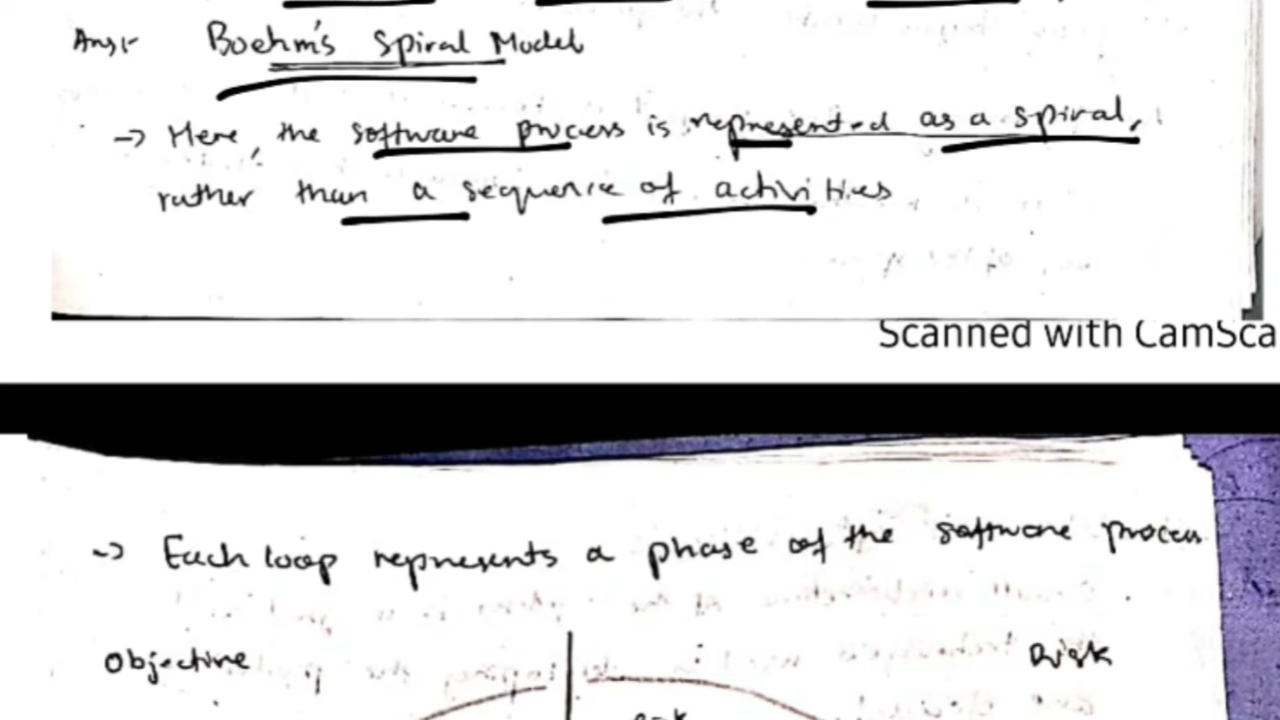 Ans:- Boehm's Spiral Model
→ Here, the software process is represented as a spiral,
rather than a sequence of activities
Scanned with CamSca
→ Each loop represents a phase of the software process
Objective Risk